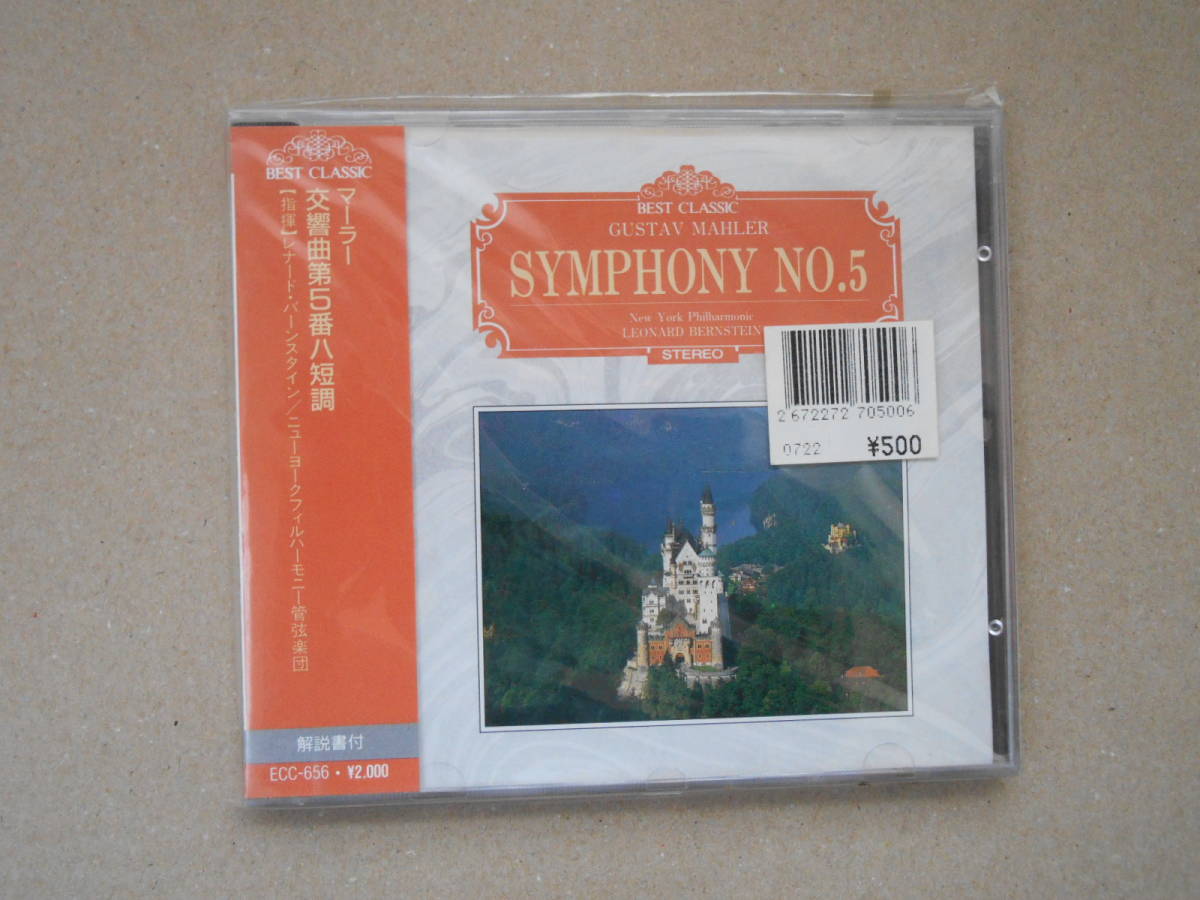 BEST CLASSIC
マーラー
交響曲第5番ハ短調
【指揮】レナード・バーンスタイン／ニューヨークフィルハーモニー管弦楽団
解説書付
ECC-656・¥2,000
BEST CLASSIC
GUSTAV MAHLER
SYMPHONY NO.5
New York Philharmonic
LEONARD BERNSTEIN
STEREO
2 672272 705006
0722 ¥500